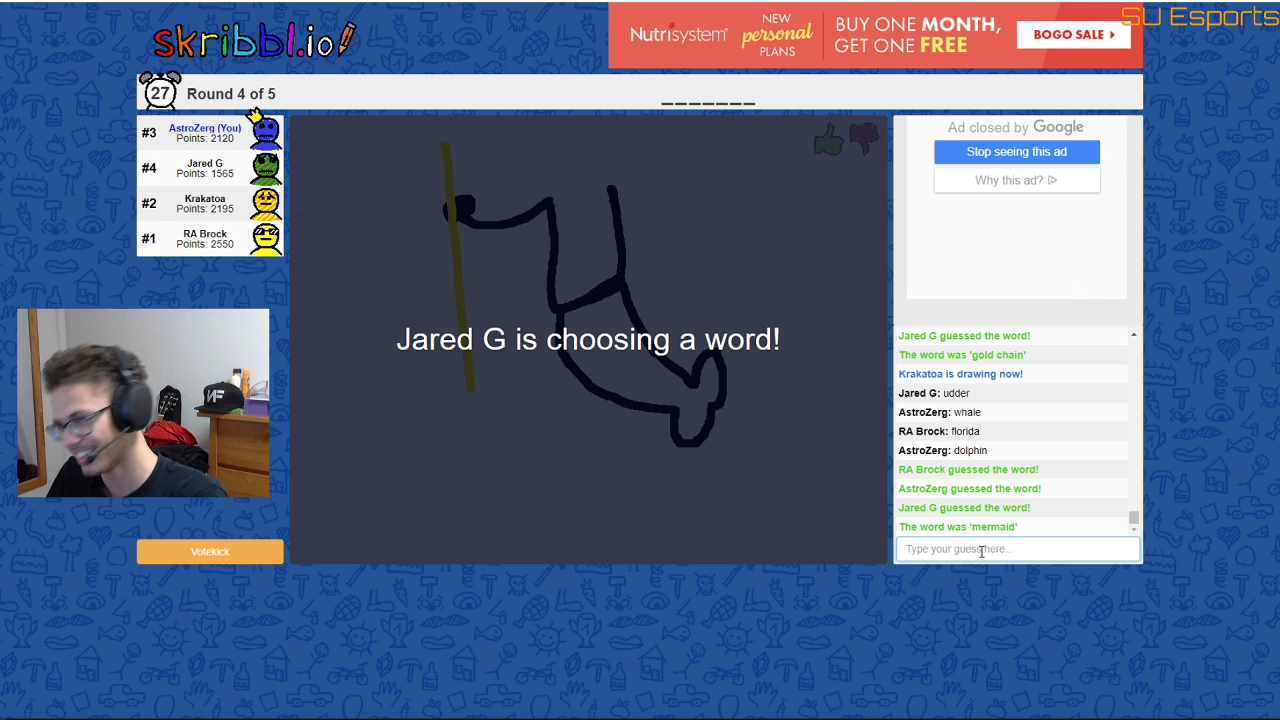 skribbl.io
Nutrisystem®
NEW
personal
PLANS
BUY ONE MONTH,
GET ONE FREE
BOGO SALE
SU Esports
27
Round 4 of 5
_______
#3
AstroZerg (You)
Points: 2120
#4
Jared G
Points: 1565
#2
Krakatoa
Points: 2195
#1
RA Brock
Points: 2550
Jared G is choosing a word!
Ad closed by Google
Stop seeing this ad
Why this ad?
Jared G guessed the word!
The word was 'gold chain'
Krakatoa is drawing now!
Jared G: udder
AstroZerg: whale
RA Brock: florida
AstroZerg: dolphin
RA Brock guessed the word!
AstroZerg guessed the word!
Jared G guessed the word!
The word was 'mermaid'
Type your guess here...
NF
Votekick